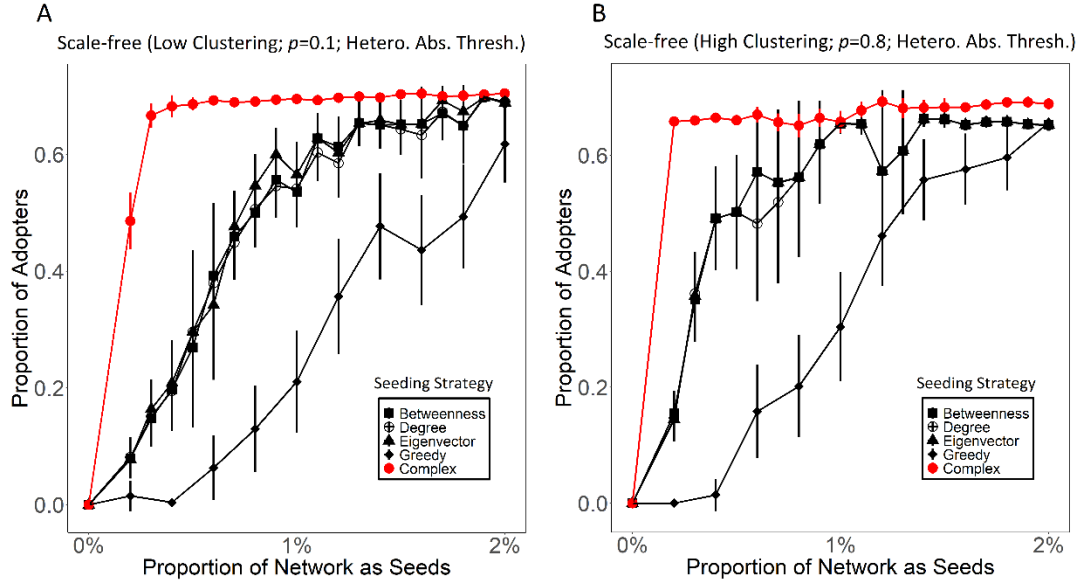 A
Scale-free (Low Clustering; p=0.1; Hetero. Abs. Thresh.)
Proportion of Adopters
0.6
0.4
0.2
0.0
Seeding Strategy
Betweenness
Degree
Eigenvector
Greedy
Complex
0%
1%
2%
Proportion of Network as Seeds
B
Scale-free (High Clustering; p=0.8; Hetero. Abs. Thresh.)
Proportion of Adopters
0.6
0.4
0.2
0.0
Seeding Strategy
Betweenness
Degree
Eigenvector
Greedy
Complex
0%
1%
2%
Proportion of Network as Seeds